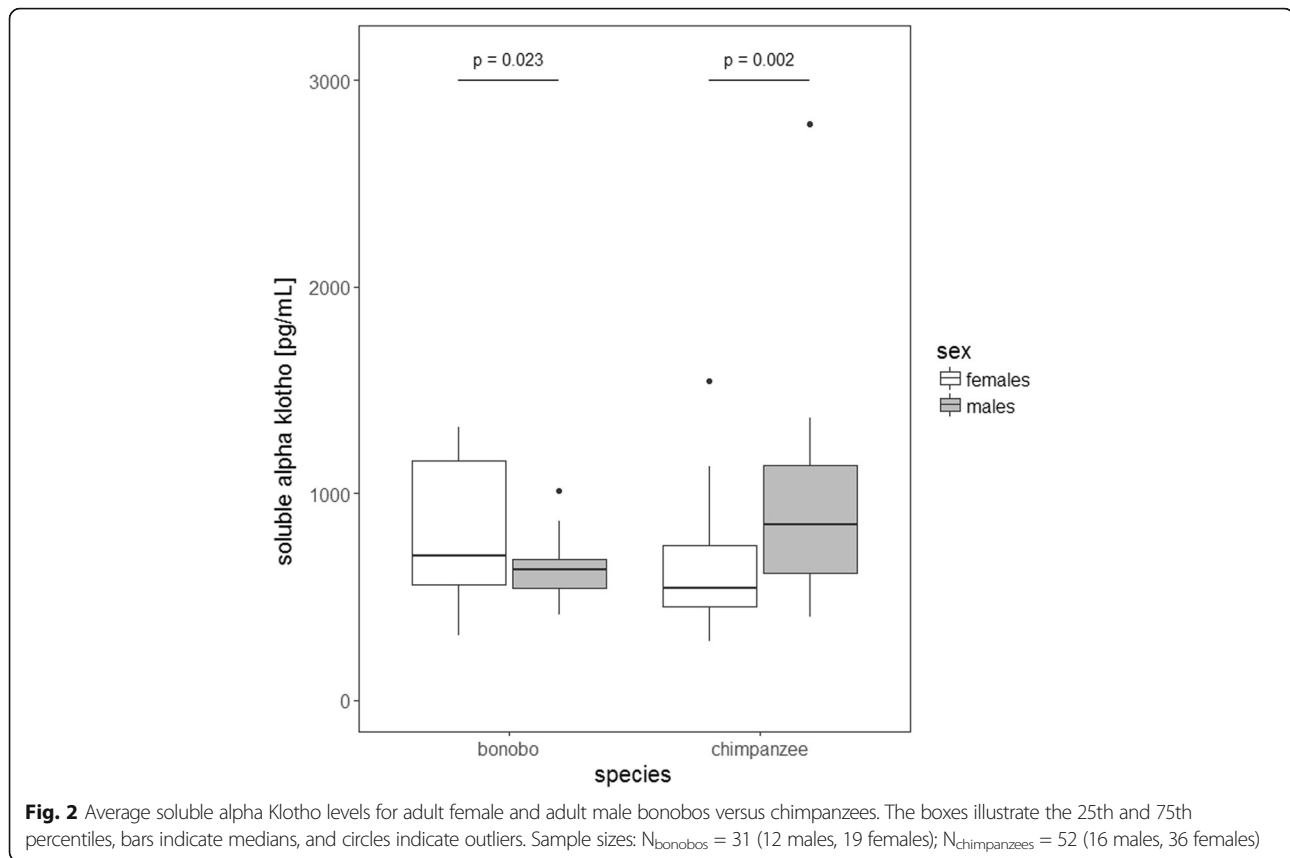 p = 0.023 p = 0.002
3000
2000
1000
0
soluble alpha klotho [pg/mL]
sex
females
males
bonobo chimpanzee
species
Fig. 2 Average soluble alpha Klotho levels for adult female and adult male bonobos versus chimpanzees. The boxes illustrate the 25th and 75th
percentiles, bars indicate medians, and circles indicate outliers. Sample sizes: Nbonobos = 31 (12 males, 19 females); Nchimpanzees = 52 (16 males, 36 females)